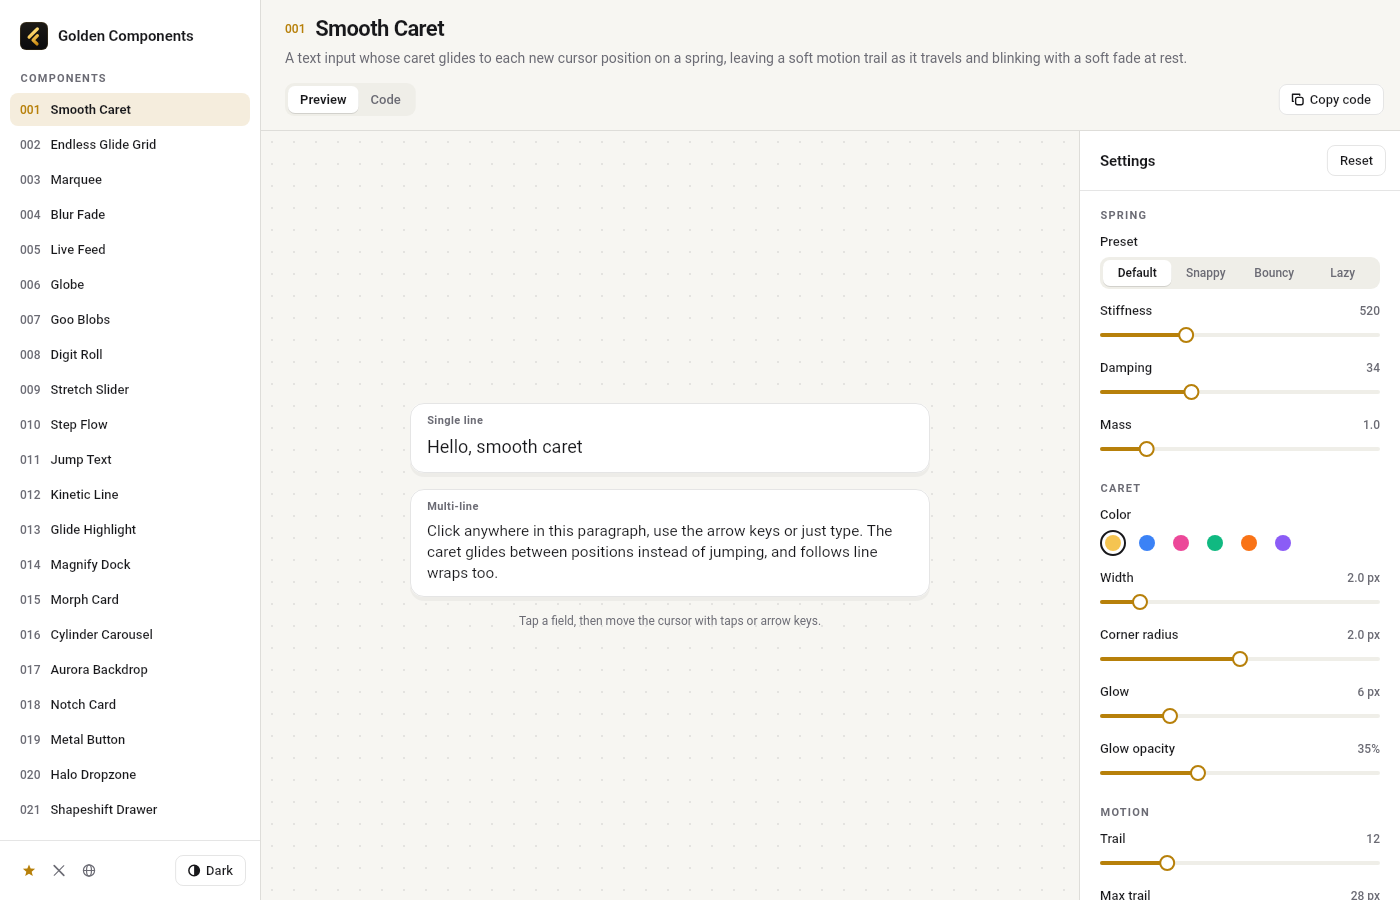 Golden Components
COMPONENTS
001 Smooth Caret
002 Endless Glide Grid
003 Marquee
004 Blur Fade
005 Live Feed
006 Globe
007 Goo Blobs
008 Digit Roll
009 Stretch Slider
010 Step Flow
011 Jump Text
012 Kinetic Line
013 Glide Highlight
014 Magnify Dock
015 Morph Card
016 Cylinder Carousel
017 Aurora Backdrop
018 Notch Card
019 Metal Button
020 Halo Dropzone
021 Shapeshift Drawer
Dark
001 Smooth Caret
A text input whose caret glides to each new cursor position on a spring, leaving a soft motion trail as it travels and blinking with a soft fade at rest.
Preview Code
Copy code
Single line
Hello, smooth caret
Multi-line
Click anywhere in this paragraph, use the arrow keys or just type. The
caret glides between positions instead of jumping, and follows line
wraps too.
Tap a field, then move the cursor with taps or arrow keys.
Settings Reset
SPRING
Preset
Default Snappy Bouncy Lazy
Stiffness 520
Damping 34
Mass 1.0
CARET
Color
Width 2.0 px
Corner radius 2.0 px
Glow 6 px
Glow opacity 35%
MOTION
Trail 12
Max trail 28 px